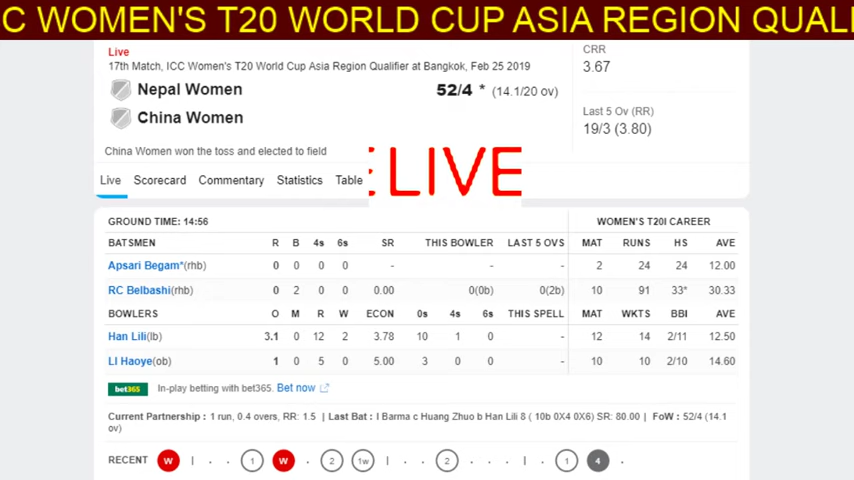 C WOMEN'S T20 WORLD CUP ASIA REGION QUALI
Live
17th Match, ICC Women's T20 World Cup Asia Region Qualifier at Bangkok, Feb 25 2019
Nepal Women 52/4 * (14.1/20 ov)
China Women
China Women won the toss and elected to field
CRR
3.67
Last 5 Ov (RR)
19/3 (3.80)
LIVE
Live Scorecard Commentary Statistics Table
GROUND TIME: 14:56 WOMEN'S T20I CAREER
BATSMEN R B 4s 6s SR THIS BOWLER LAST 5 OVS MAT RUNS HS AVE
Apsari Begam*(rhb) 0 0 0 0 - - - 2 24 24 12.00
RC Belbashi(rhb) 0 2 0 0 0.00 0(0b) 0(2b) 10 91 33* 30.33
BOWLERS O M R W ECON 0s 4s 6s THIS SPELL MAT WKTS BBI AVE
Han Lili(lb) 3.1 0 12 2 3.78 10 1 0 - 12 14 2/11 12.50
LI Haoye(ob) 1 0 5 0 5.00 3 0 0 - 10 10 2/10 14.60
bet365 In-play betting with bet365. Bet now
Current Partnership : 1 run, 0.4 overs, RR: 1.5 | Last Bat : I Barma c Huang Zhuo b Han Lili 8 ( 10b 0X4 0X6) SR: 80.00 | FoW: 52/4 (14.1
ov)
RECENT W | . . 1 W . 2 1w | . . 2 . . . | . 1 4 .